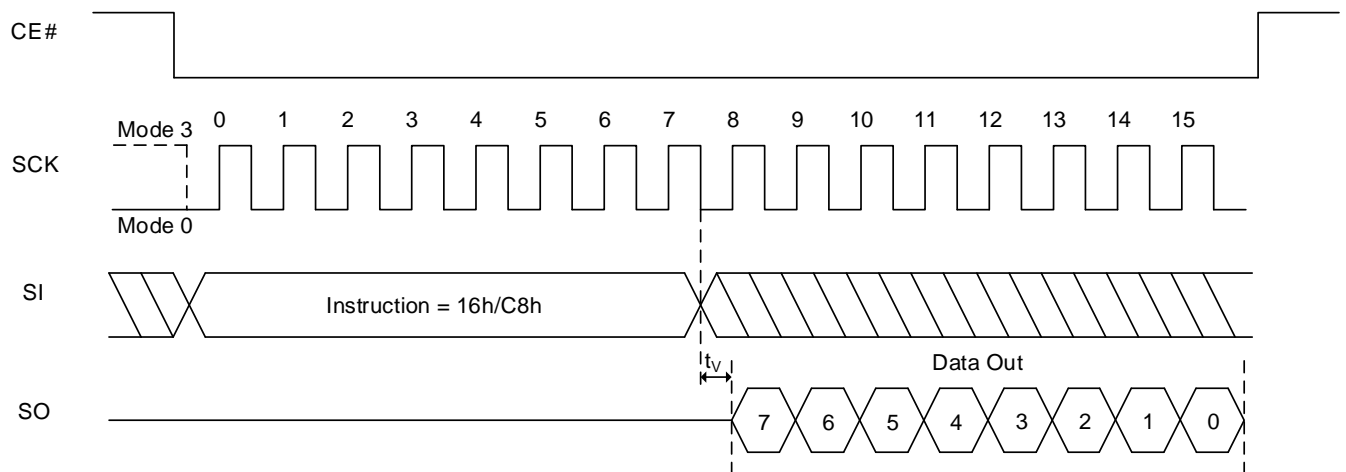 CE#
Mode 3
0 1 2 3 4 5 6 7 8 9 10 11 12 13 14 15
SCK
Mode 0
SI
Instruction = 16h/C8h
tV
Data Out
SO
7 6 5 4 3 2 1 0